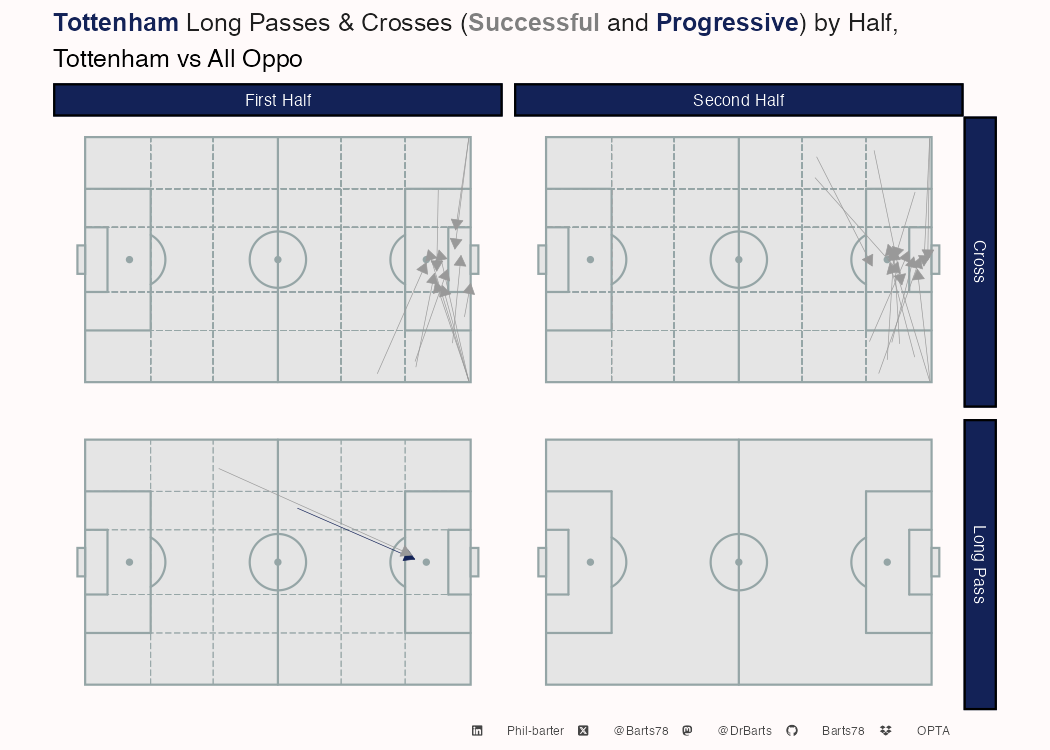 Tottenham Long Passes & Crosses (Successful and Progressive) by Half,
Tottenham vs All Oppo
First Half
Second Half
Cross
Long Pass
Phil-barter @Barts78 @DrBarts Barts78 OPTA